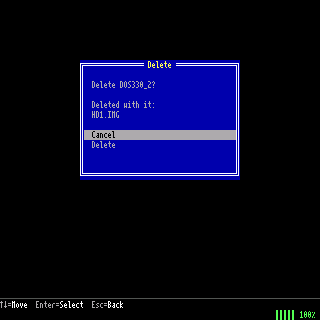 Delete
Delete DOS330_2?
Deleted with it:
HD1.IMG
Cancel
Delete
↑↓=Move Enter=Select Esc=Back
100%